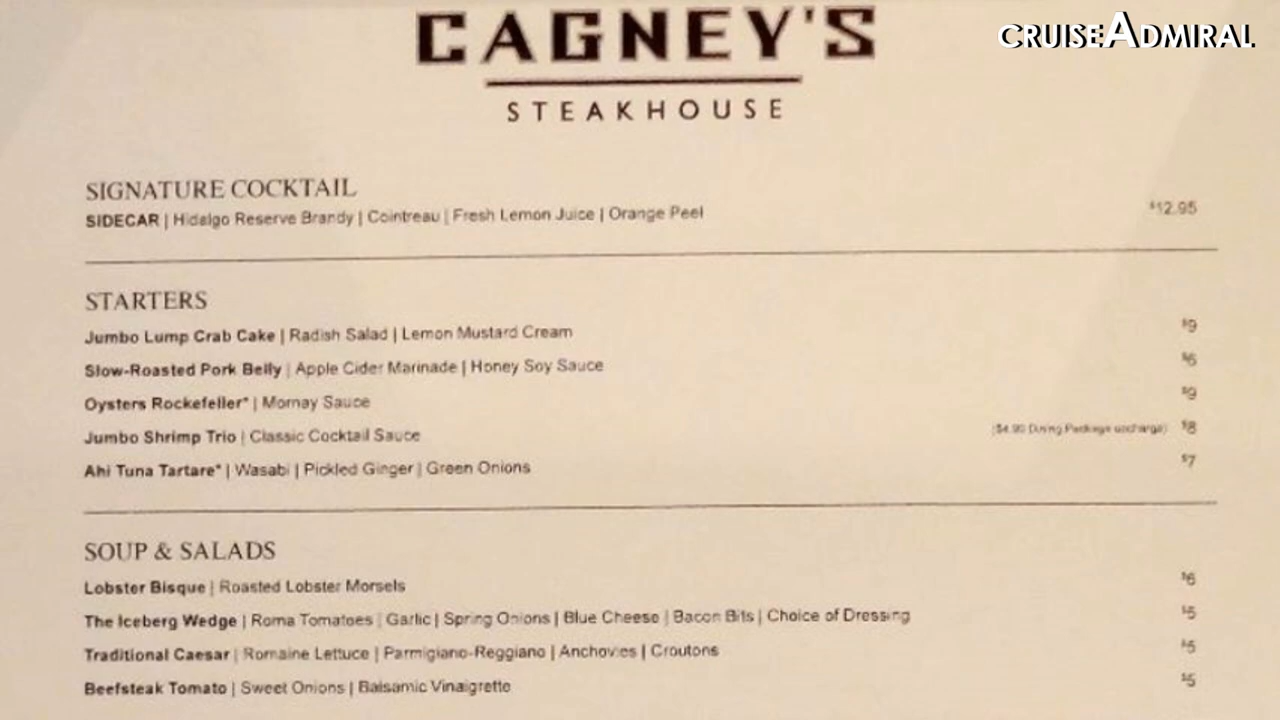 CAGNEY'S
CRUISEADMIRAL
STEAKHOUSE
SIGNATURE COCKTAIL
SIDECAR | Hidalgo Reserve Brandy | Cointreau | Fresh Lemon Juice | Orange Peel $12.95
STARTERS
Jumbo Lump Crab Cake | Radish Salad | Lemon Mustard Cream $9
Slow-Roasted Pork Belly | Apple Cider Marinade | Honey Soy Sauce $6
Oysters Rockefeller* | Mornay Sauce $9
Jumbo Shrimp Trio | Classic Cocktail Sauce Dining Package $8
Ahi Tuna Tartare* | Wasabi | Pickled Ginger | Green Onions $7
SOUP & SALADS
Lobster Bisque | Roasted Lobster Morsels $6
The Iceberg Wedge | Roma Tomatoes | Garlic | Spring Onions | Blue Cheese | Bacon Bits | Choice of Dressing $5
Traditional Caesar | Romaine Lettuce | Parmigiano-Reggiano | Anchovies | Croutons $5
Beefsteak Tomato | Sweet Onions | Balsamic Vinaigrette $5